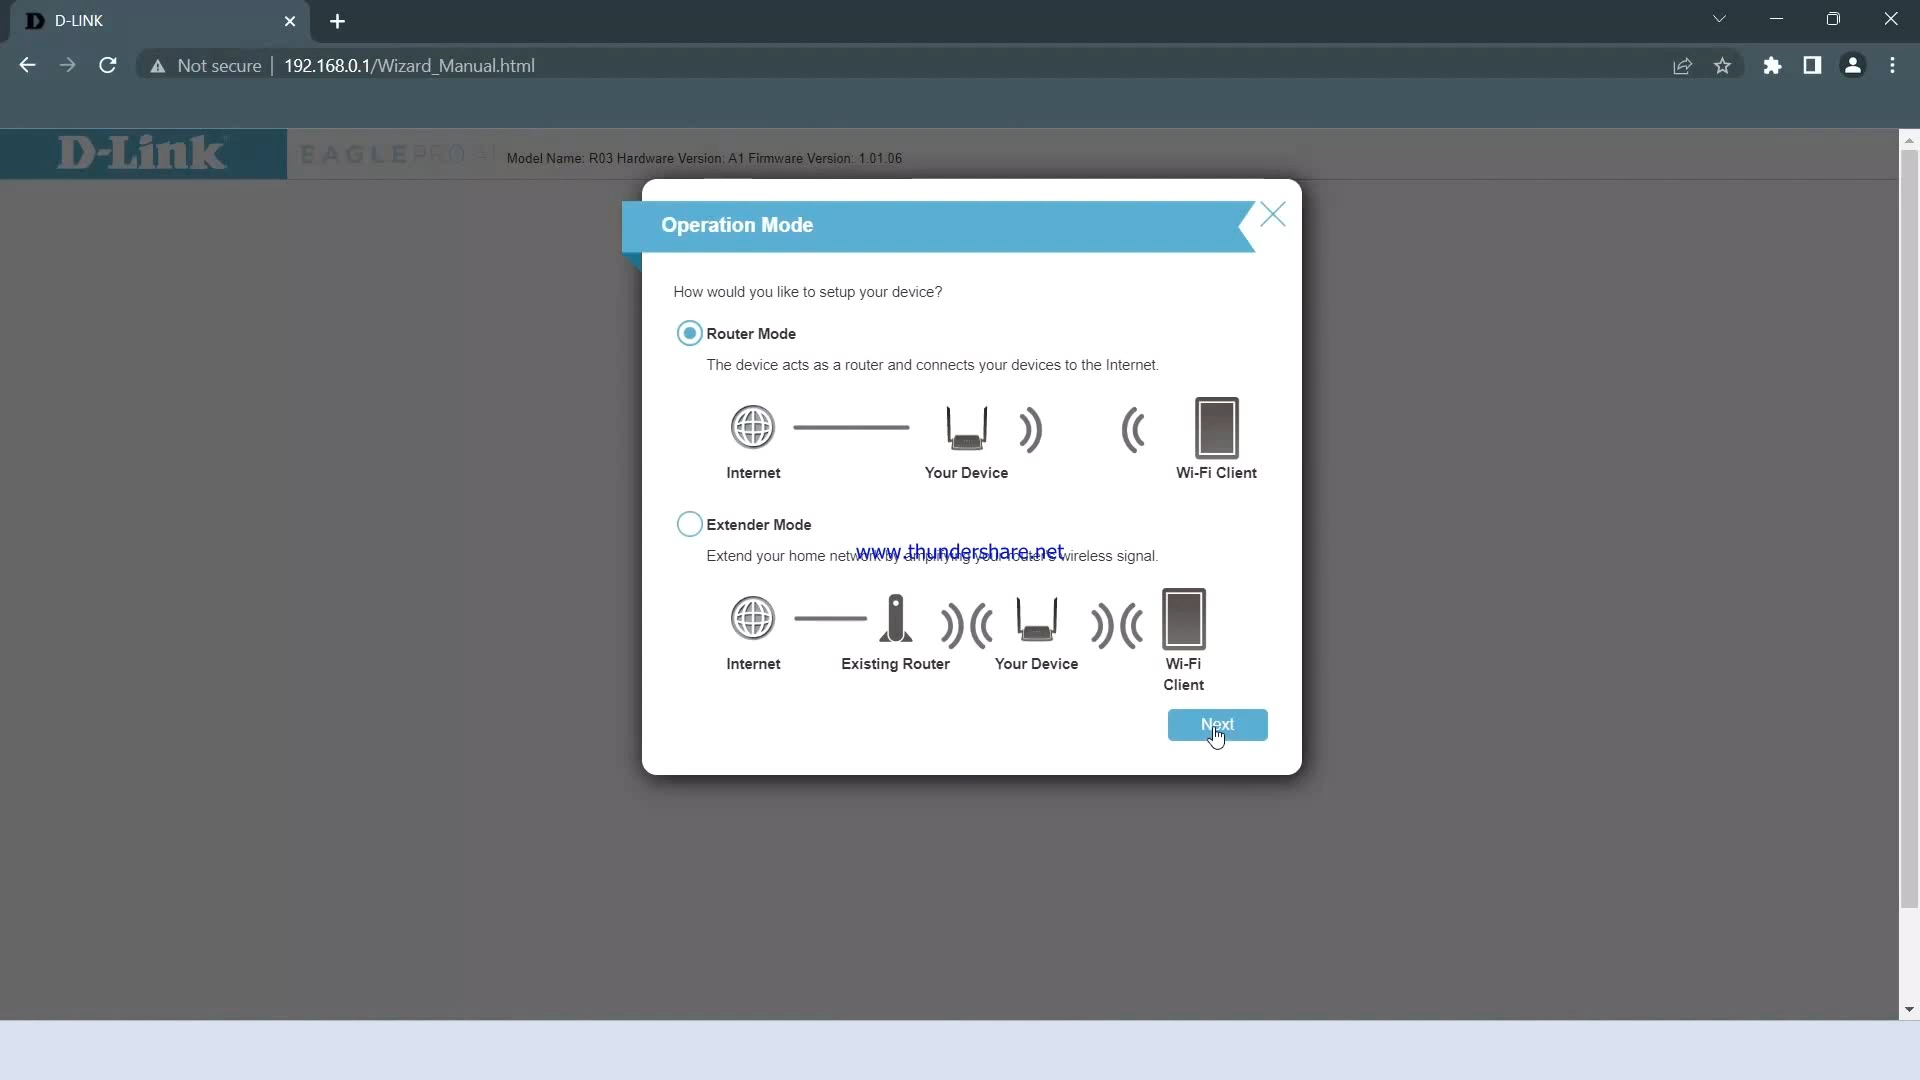 D-LINK
Not secure | 192.168.0.1/Wizard_Manual.html
D-Link
EAGLE PRO AI
Model Name: R03 Hardware Version: A1 Firmware Version: 1.01.06
Operation Mode
How would you like to setup your device?
Router Mode
The device acts as a router and connects your devices to the Internet.
Internet
Your Device
Wi-Fi Client
Extender Mode
www.thundershare.net
Extend your home network by amplifying your router's wireless signal.
Internet
Existing Router
Your Device
Wi-Fi
Client
Next